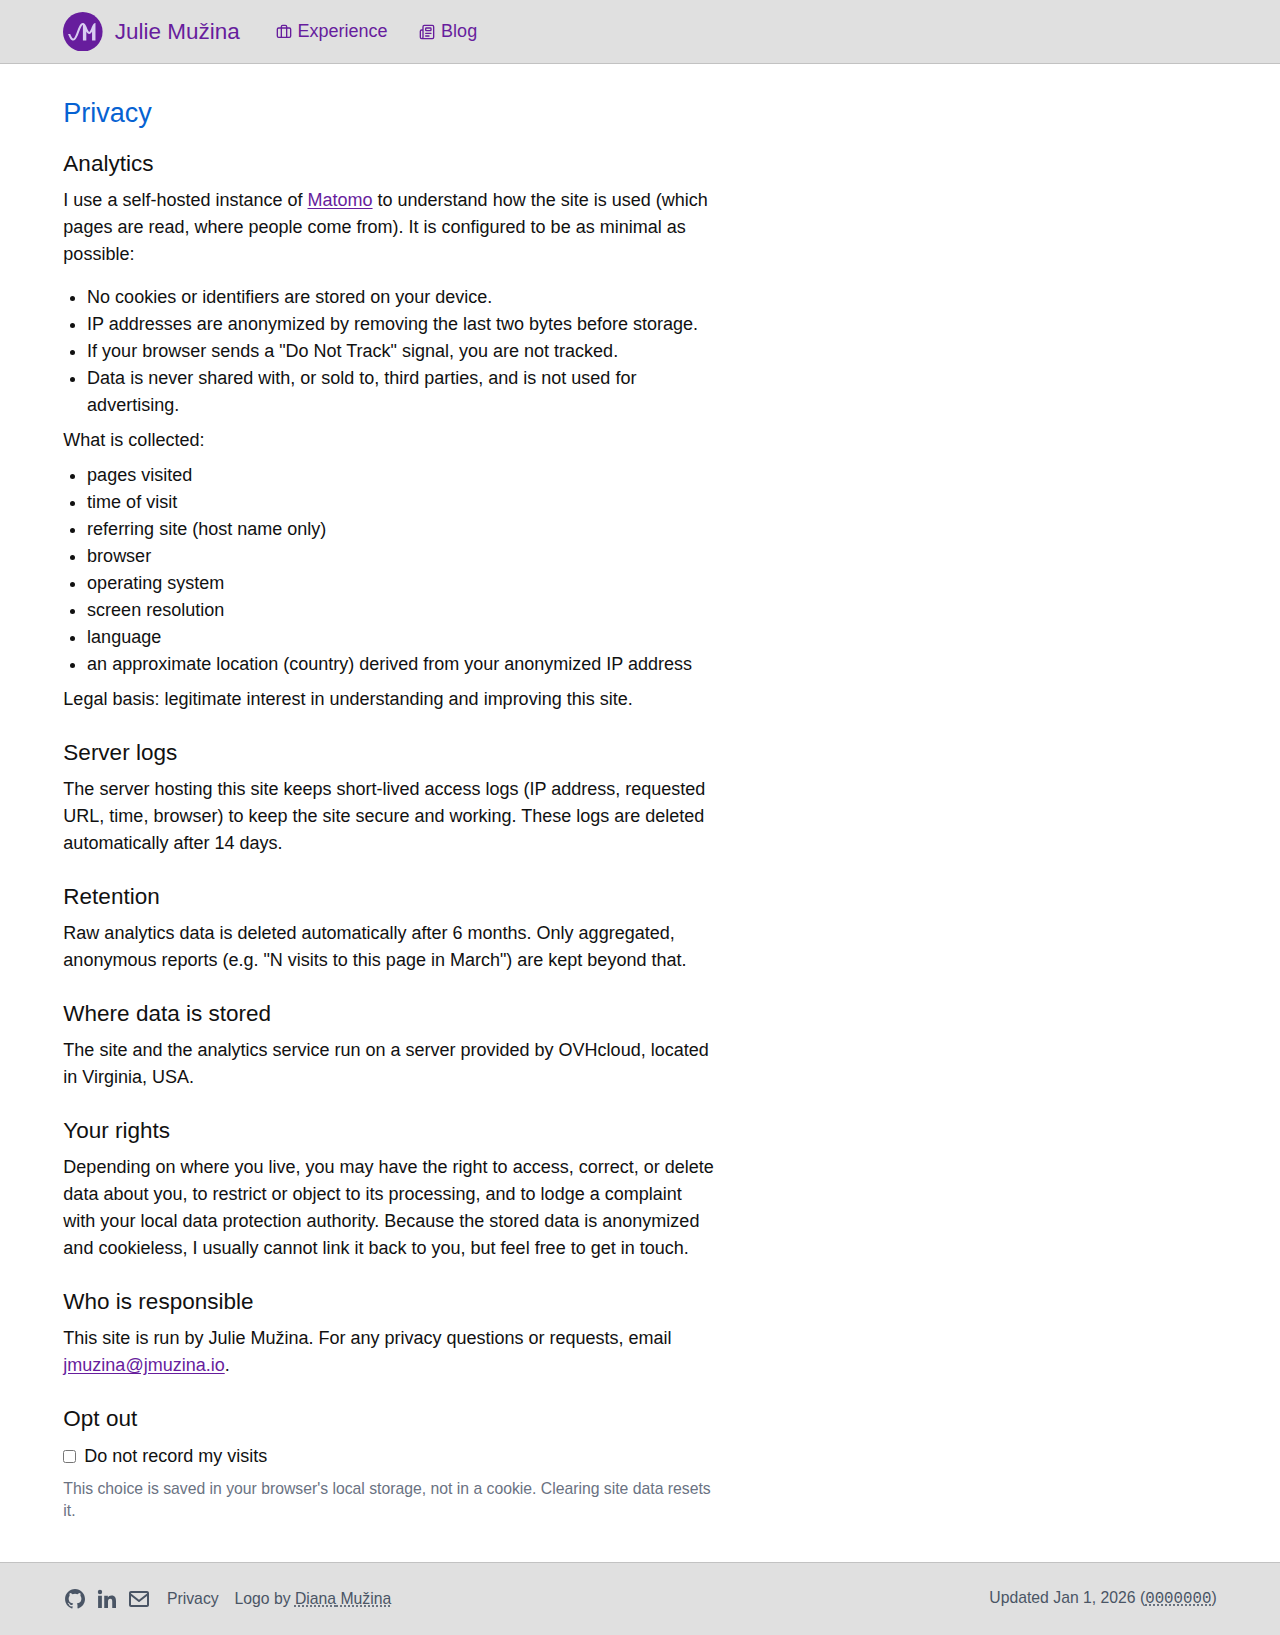 Julie Mužina Experience Blog
Privacy
Analytics
I use a self-hosted instance of Matomo to understand how the site is used (which
pages are read, where people come from). It is configured to be as minimal as
possible:
No cookies or identifiers are stored on your device.
IP addresses are anonymized by removing the last two bytes before storage.
If your browser sends a "Do Not Track" signal, you are not tracked.
Data is never shared with, or sold to, third parties, and is not used for
advertising.
What is collected:
pages visited
time of visit
referring site (host name only)
browser
operating system
screen resolution
language
an approximate location (country) derived from your anonymized IP address
Legal basis: legitimate interest in understanding and improving this site.
Server logs
The server hosting this site keeps short-lived access logs (IP address, requested
URL, time, browser) to keep the site secure and working. These logs are deleted
automatically after 14 days.
Retention
Raw analytics data is deleted automatically after 6 months. Only aggregated,
anonymous reports (e.g. "N visits to this page in March") are kept beyond that.
Where data is stored
The site and the analytics service run on a server provided by OVHcloud, located
in Virginia, USA.
Your rights
Depending on where you live, you may have the right to access, correct, or delete
data about you, to restrict or object to its processing, and to lodge a complaint
with your local data protection authority. Because the stored data is anonymized
and cookieless, I usually cannot link it back to you, but feel free to get in touch.
Who is responsible
This site is run by Julie Mužina. For any privacy questions or requests, email
jmuzina@jmuzina.io.
Opt out
Do not record my visits
This choice is saved in your browser's local storage, not in a cookie. Clearing site data resets
it.
Privacy Logo by Diana Mužina Updated Jan 1, 2026 (0000000)